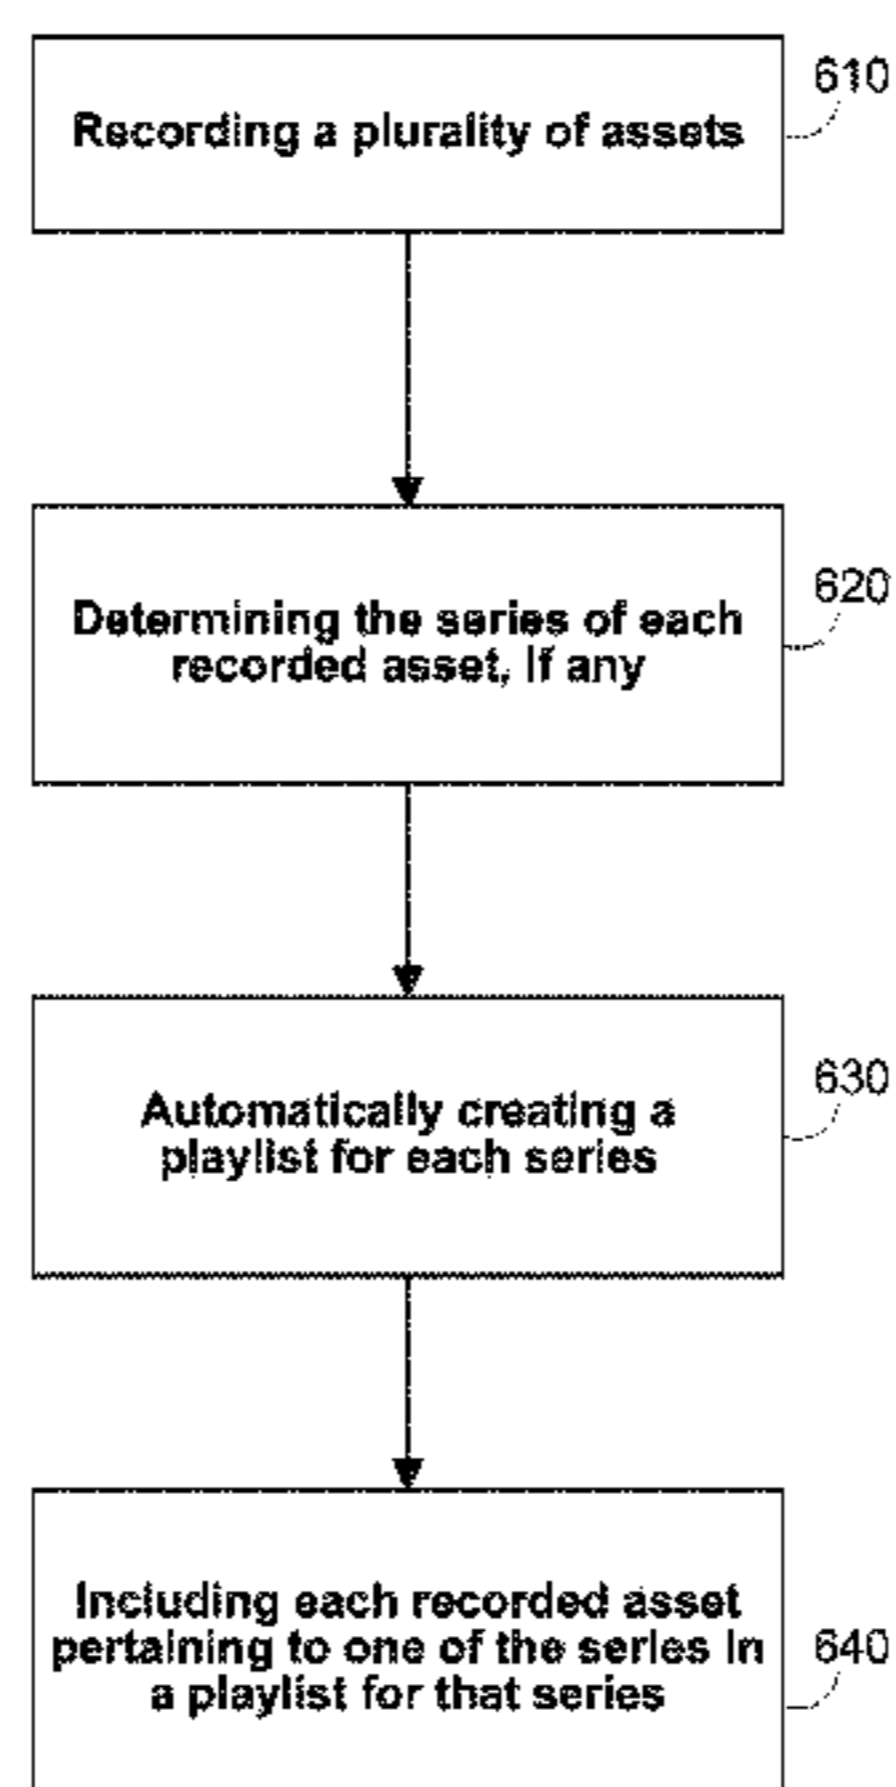 610
Recording a plurality of assets
620
Determining the series of each
recorded asset, If any
630
Automatically creating a
playlist for each series
Including each recorded asset
pertaining to one of the series In
a playlist for that series
640